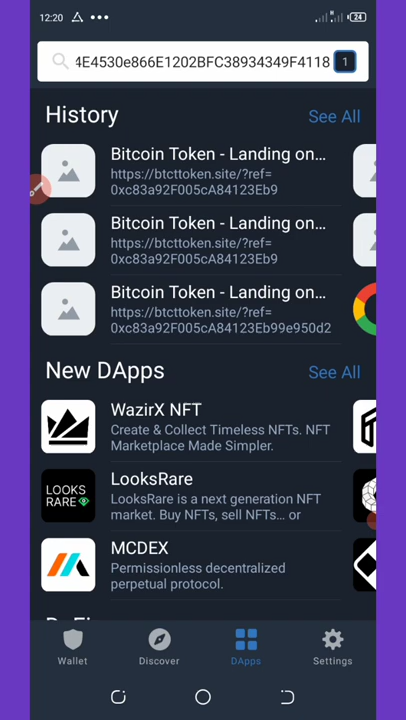 12:20
24
4E4530e866E1202BFC38934349F4118
1
History
See All
Bitcoin Token - Landing on...
https://btcttoken.site/?ref=
0xc83a92F005cA84123Eb9
Bitcoin Token - Landing on...
https://btcttoken.site/?ref=
0xc83a92F005cA84123Eb9
Bitcoin Token - Landing on...
https://btcttoken.site/?ref=
0xc83a92F005cA84123Eb99e950d2
New DApps
See All
WazirX NFT
Create & Collect Timeless NFTs. NFT
Marketplace Made Simpler.
LOOKS
RARE
LooksRare
LooksRare is a next generation NFT
market. Buy NFTs, sell NFTs... or
MCDEX
Permissionless decentralized
perpetual protocol.
Wallet
Discover
DApps
Settings